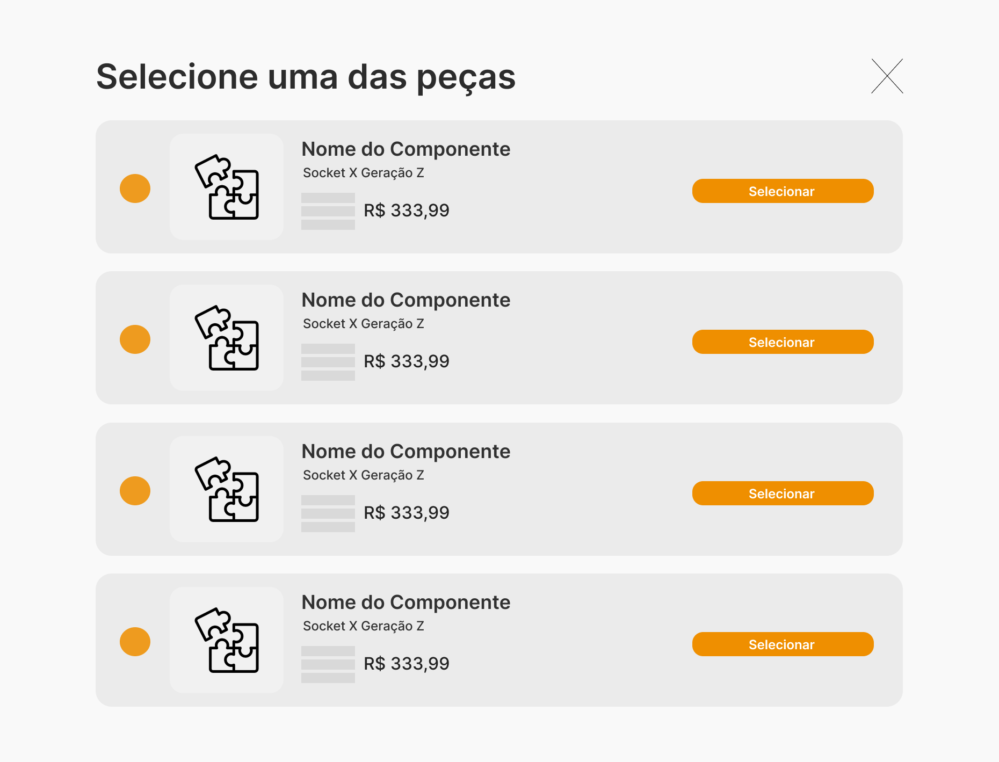 Selecione uma das peças
Nome do Componente
Socket X Geração Z
R$ 333,99
Selecionar
Nome do Componente
Socket X Geração Z
R$ 333,99
Selecionar
Nome do Componente
Socket X Geração Z
R$ 333,99
Selecionar
Nome do Componente
Socket X Geração Z
R$ 333,99
Selecionar